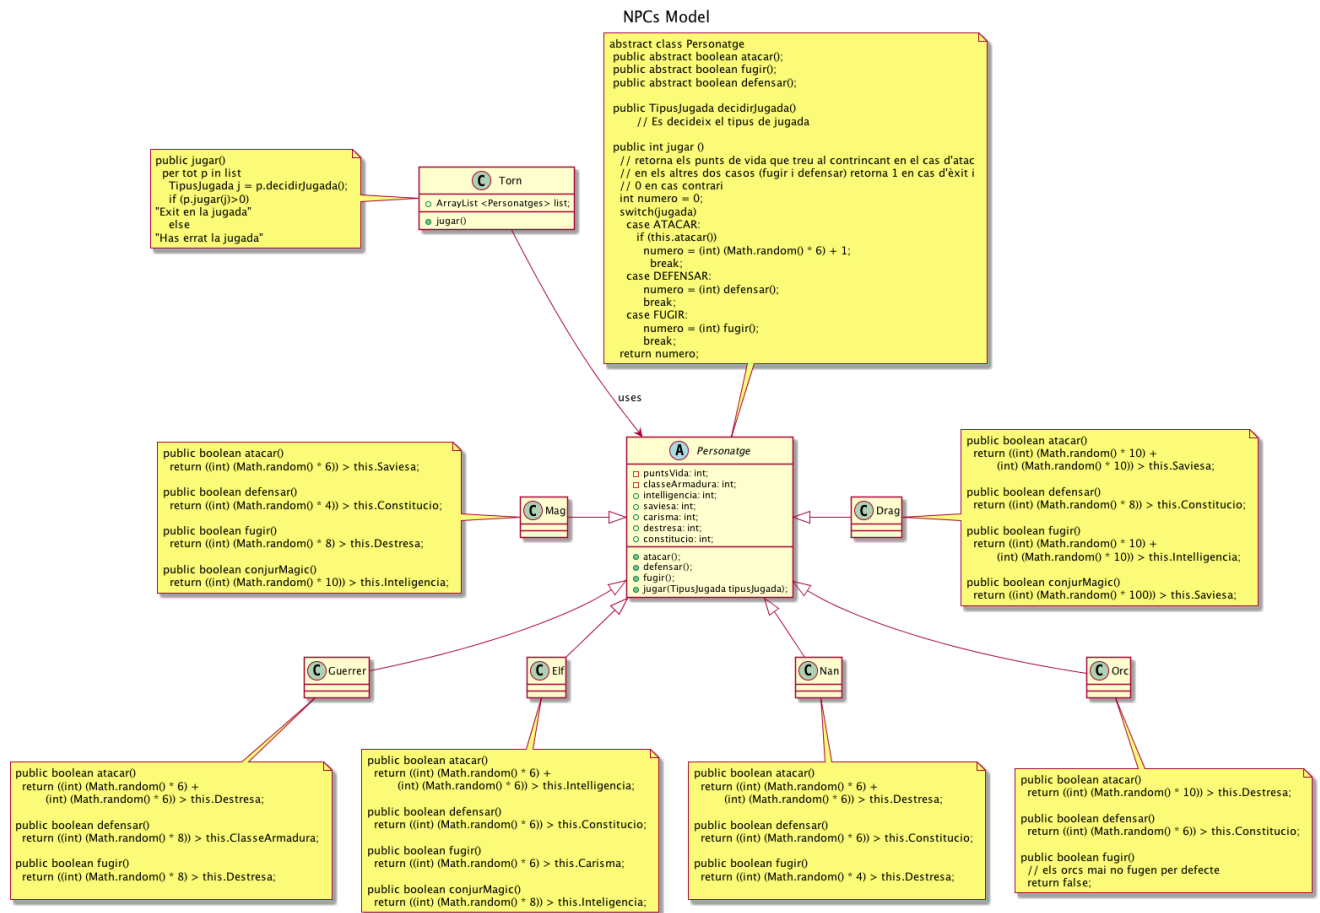 NPCs Model
abstract class Personatge
public abstract boolean atacar();
public abstract boolean fugir();
public abstract boolean defensar();
public TipusJugada decidirJugada()
// Es decideix el tipus de jugada
public int jugar ()
// retorna els punts de vida que treu al contrincant en el cas d'atac
// en els altres dos casos (fugir i defensar) retorna 1 en cas d'èxit i
// 0 en cas contrari
int numero = 0;
switch(jugada)
case ATACAR:
if (this.atacar())
numero = (int) (Math.random() * 6) + 1;
break;
case DEFENSAR:
numero = (int) defensar();
break;
case FUGIR:
numero = (int) fugir();
break;
return numero;
public jugar()
per tot p in list
TipusJugada j = p.decidirJugada();
if (p.jugar(j)>0)
"Exit en la jugada"
else
"Has errat la jugada"
C Torn
ArrayList <Personatges> list;
jugar()
uses
A Personatge
puntsVida: int;
classeArmadura: int;
intelligencia: int;
saviesa: int;
carisma: int;
destresa: int;
constitucio: int;
atacar();
defensar();
fugir();
jugar(TipusJugada tipusJugada);
public boolean atacar()
return ((int) (Math.random() * 6)) > this.Saviesa;
public boolean defensar()
return ((int) (Math.random() * 4)) > this.Constitucio;
public boolean fugir()
return ((int) (Math.random() * 8) > this.Destresa;
public boolean conjurMagic()
return ((int) (Math.random() * 10)) > this.Inteligencia;
C Mag
C Drag
public boolean atacar()
return ((int) (Math.random() * 10) +
(int) (Math.random() * 10)) > this.Saviesa;
public boolean defensar()
return ((int) (Math.random() * 8)) > this.Constitucio;
public boolean fugir()
return ((int) (Math.random() * 10) +
(int) (Math.random() * 10)) > this.Intelligencia;
public boolean conjurMagic()
return ((int) (Math.random() * 100)) > this.Saviesa;
C Guerrer
C Elf
C Nan
C Orc
public boolean atacar()
return ((int) (Math.random() * 6) +
(int) (Math.random() * 6)) > this.Destresa;
public boolean defensar()
return ((int) (Math.random() * 8)) > this.ClasseArmadura;
public boolean fugir()
return ((int) (Math.random() * 8) > this.Destresa;
public boolean atacar()
return ((int) (Math.random() * 6) +
(int) (Math.random() * 6)) > this.Intelligencia;
public boolean defensar()
return ((int) (Math.random() * 6)) > this.Constitucio;
public boolean fugir()
return ((int) (Math.random() * 6) > this.Carisma;
public boolean conjurMagic()
return ((int) (Math.random() * 8)) > this.Inteligencia;
public boolean atacar()
return ((int) (Math.random() * 6) +
(int) (Math.random() * 6)) > this.Destresa;
public boolean defensar()
return ((int) (Math.random() * 6)) > this.Constitucio;
public boolean fugir()
return ((int) (Math.random() * 4) > this.Destresa;
public boolean atacar()
return ((int) (Math.random() * 10)) > this.Destresa;
public boolean defensar()
return ((int) (Math.random() * 6)) > this.Constitucio;
public boolean fugir()
// els orcs mai no fugen per defecte
return false;